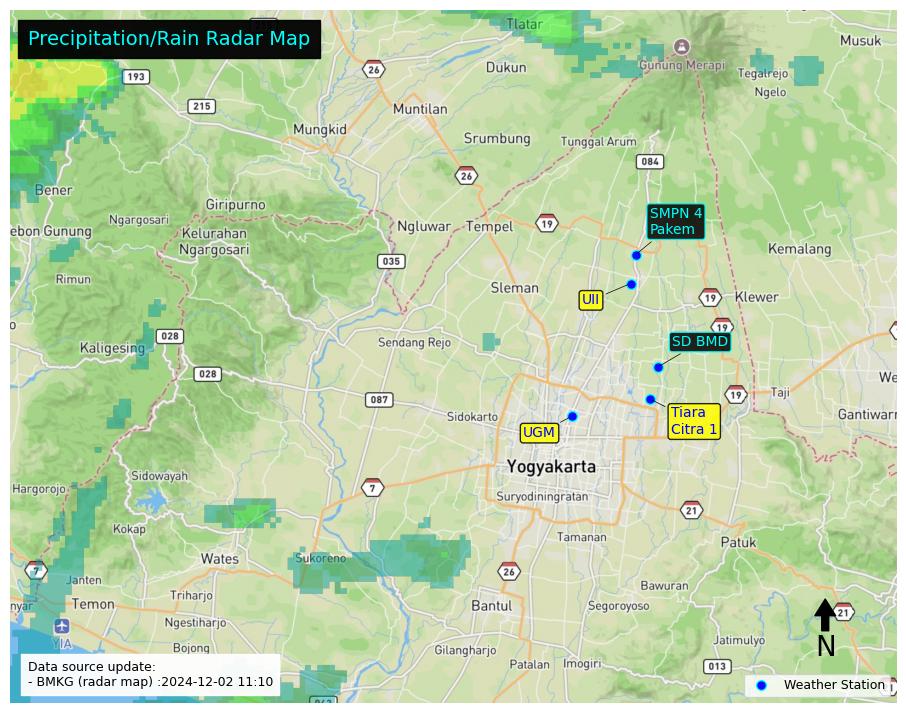 Precipitation/Rain Radar Map
Tlatar
Musuk
Gunung Merapi
Dukun
26
193
Tegalrejo
Ngelo
215
Muntilan
Mungkid
Srumbung
Tunggal Arum
084
26
Bener
Giripurno
Ngargosari
SMPN 4
Pakem
Ngluwar
Tempel
19
ebon Gunung
Kelurahan
Ngargosari
Kemalang
035
Rimun
Sleman
UII
19
Klewer
19
028
Sendang Rejo
SD BMD
Kaligesing
028
We
Taji
19
087
Sidokarto
Tiara
Citra 1
Gantiwarn
UGM
Yogyakarta
Sidowayah
Hargorojo
7
Suryodiningratan
21
Kokap
Tamanan
Patuk
Wates
Sukoreno
7
26
Janten
Bawuran
Triharjo
nyar
Temon
Bantul
Segoroyoso
21
Ngestiharjo
YIA
N
Jatimulyo
Bojong
Gilangharjo
Patalan
Imogiri
013
Data source update:
- BMKG (radar map) :2024-12-02 11:10
Weather Station